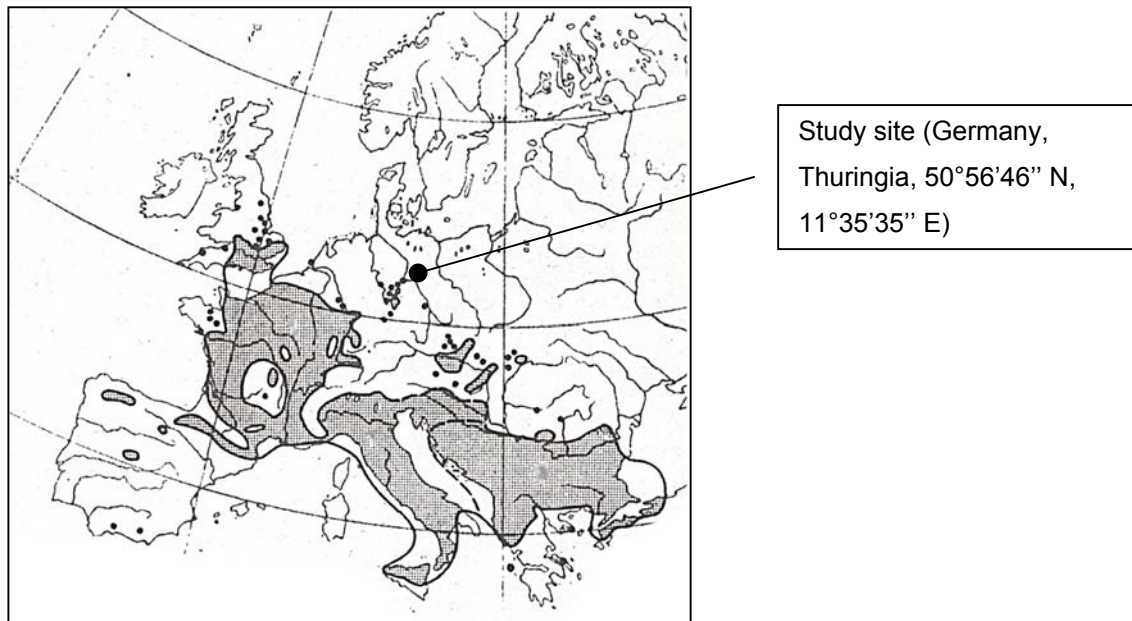 Study site (Germany,
Thuringia, 50°56’46’’ N,
11°35’35’’ E)